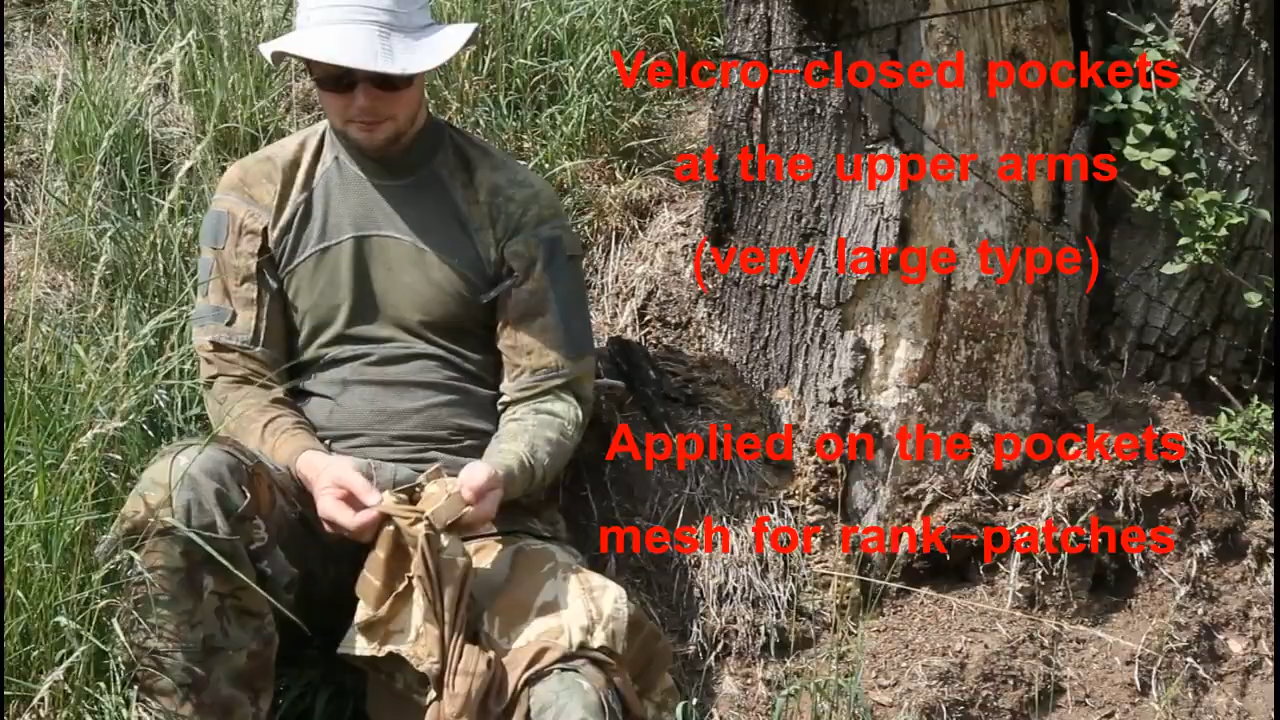 Velcro-closed pockets
at the upper arms
(very large type)
Applied on the pockets
mesh for rank-patches